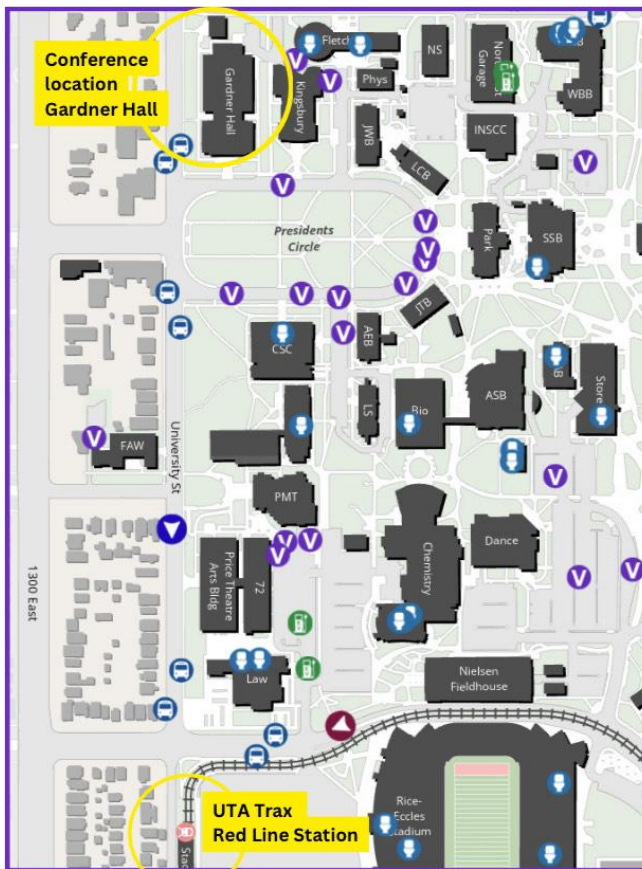 Conference
location
Gardner Hall
Fletch
NS
WBB
Gardner Hall
Kingsbury
Phys
JWB
INSCC
LCB
V
Presidents
Circle
Park
SSB
JTB
AEB
CSC
Store
ASB
LS
Bio
FAW
University St
PMT
Price Theatre
Arts Bldg
72
Chemistry
Dance
1300 East
Law
Nielsen
Fieldhouse
UTA Trax
Red Line Station
Rice-
Eccles
Stadium